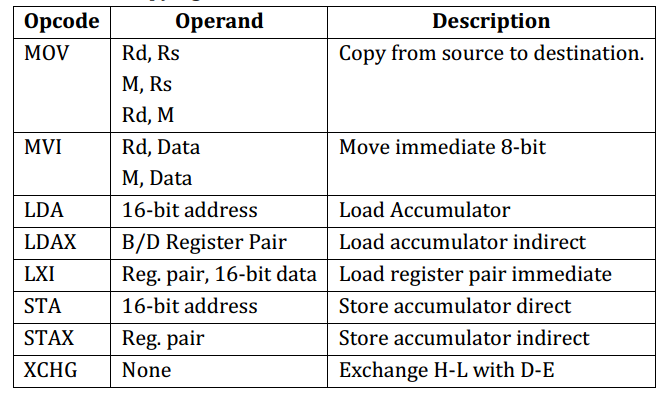 Opcode Operand Description
MOV Rd, Rs Copy from source to destination.
M, Rs
Rd, M
MVI Rd, Data Move immediate 8-bit
M, Data
LDA 16-bit address Load Accumulator
LDAX B/D Register Pair Load accumulator indirect
LXI Reg. pair, 16-bit data Load register pair immediate
STA 16-bit address Store accumulator direct
STAX Reg. pair Store accumulator indirect
XCHG None Exchange H-L with D-E